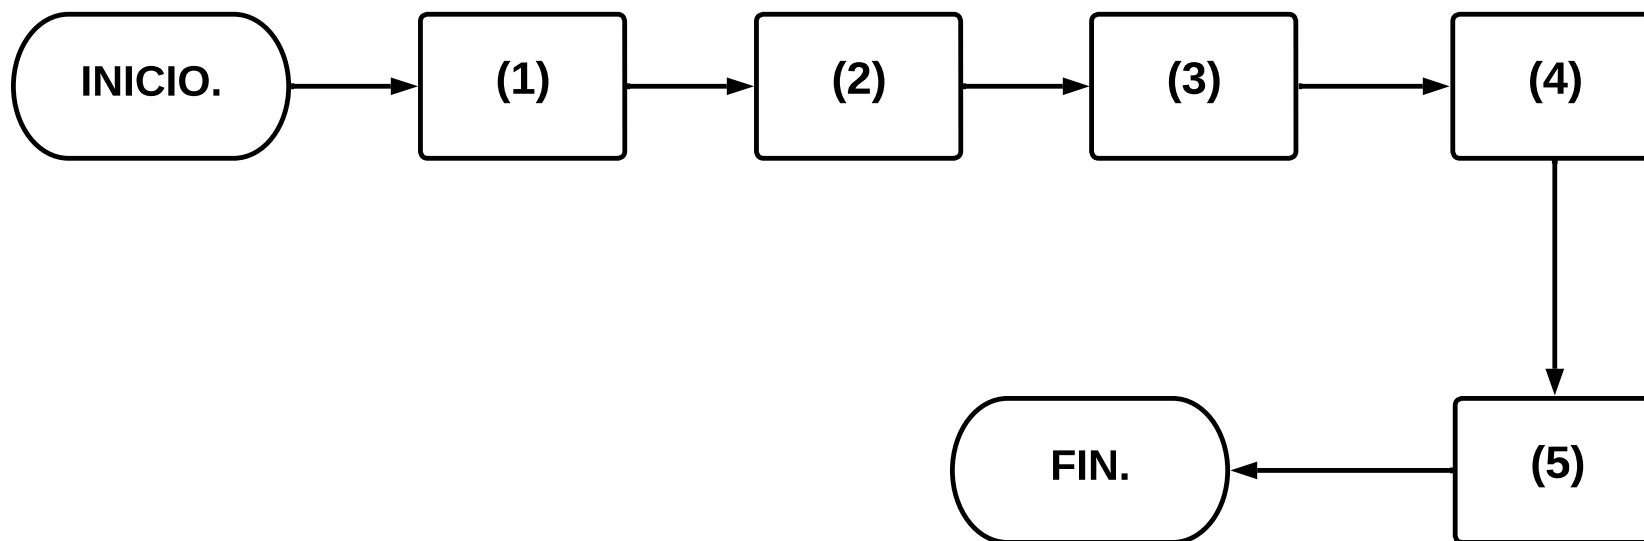 INICIO.
(1)
(2)
(3)
(4)
(5)
FIN.